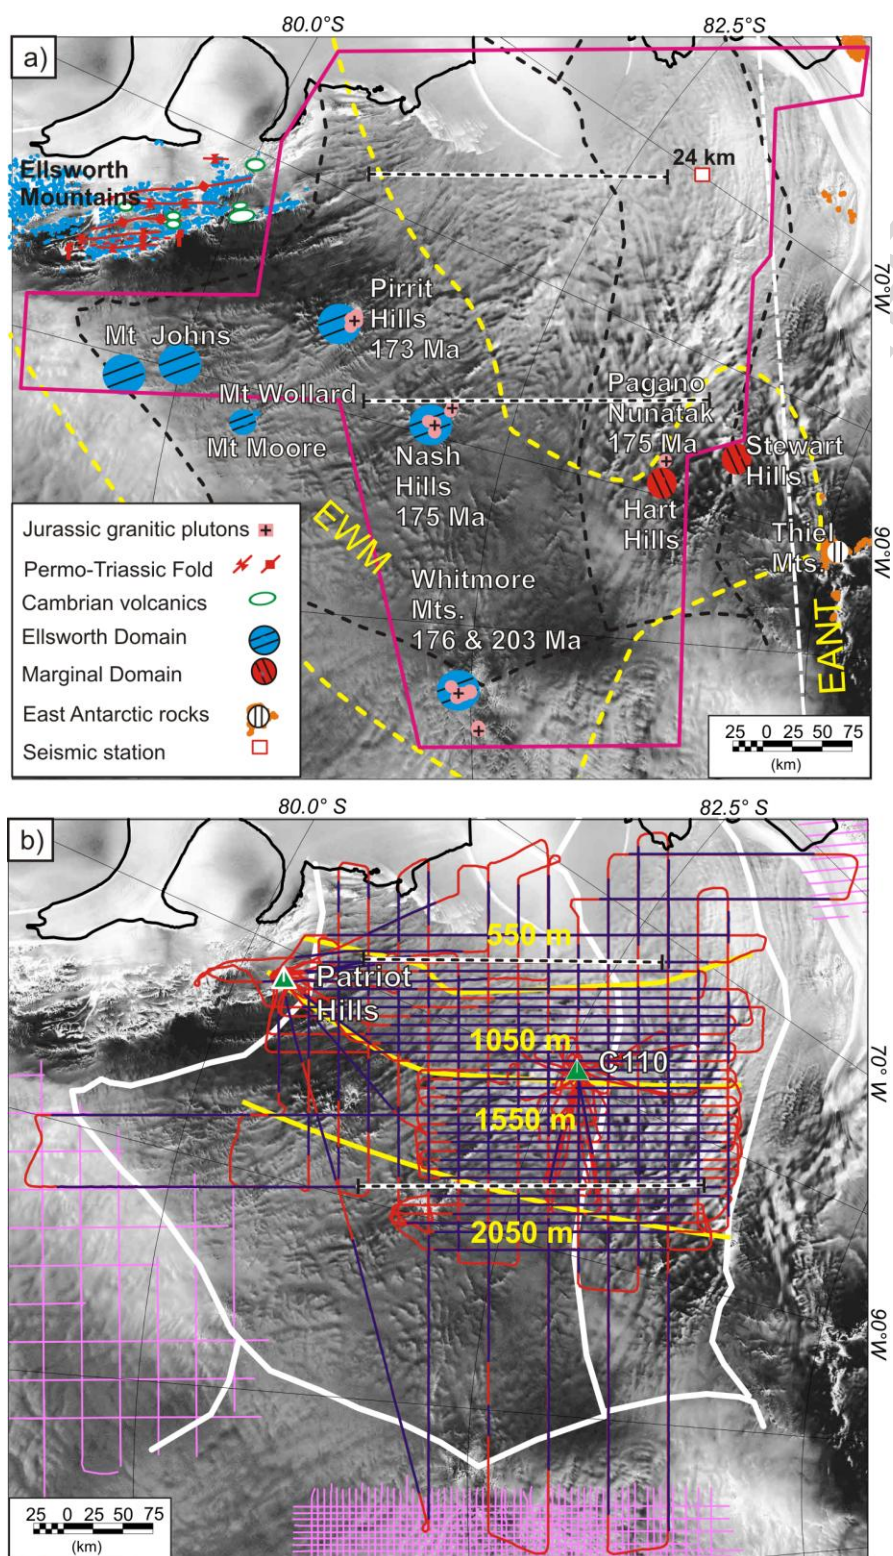 80.0°S
82.5°S
a)
24 km
Ellsworth
Mountains
70°W
Pirrit
Hills
173 Ma
Mt Johns
Mt Wollard
Mt Moore
Pagano
Nunatak
175 Ma
Nash
Hills
175 Ma
Stewart
Hills
Hart
Hills
EWM
Thiel
Mts.
90°W
Whitmore
Mts.
176 & 203 Ma
EANT
Jurassic granitic plutons
Permo-Triassic Fold
Cambrian volcanics
Ellsworth Domain
Marginal Domain
East Antarctic rocks
Seismic station
25 0 25 50 75
(km)
80.0° S
82.5° S
b)
550 m
Patriot
Hills
1050 m
C110
70°W
1550 m
2050 m
90°W
25 0 25 50 75
(km)